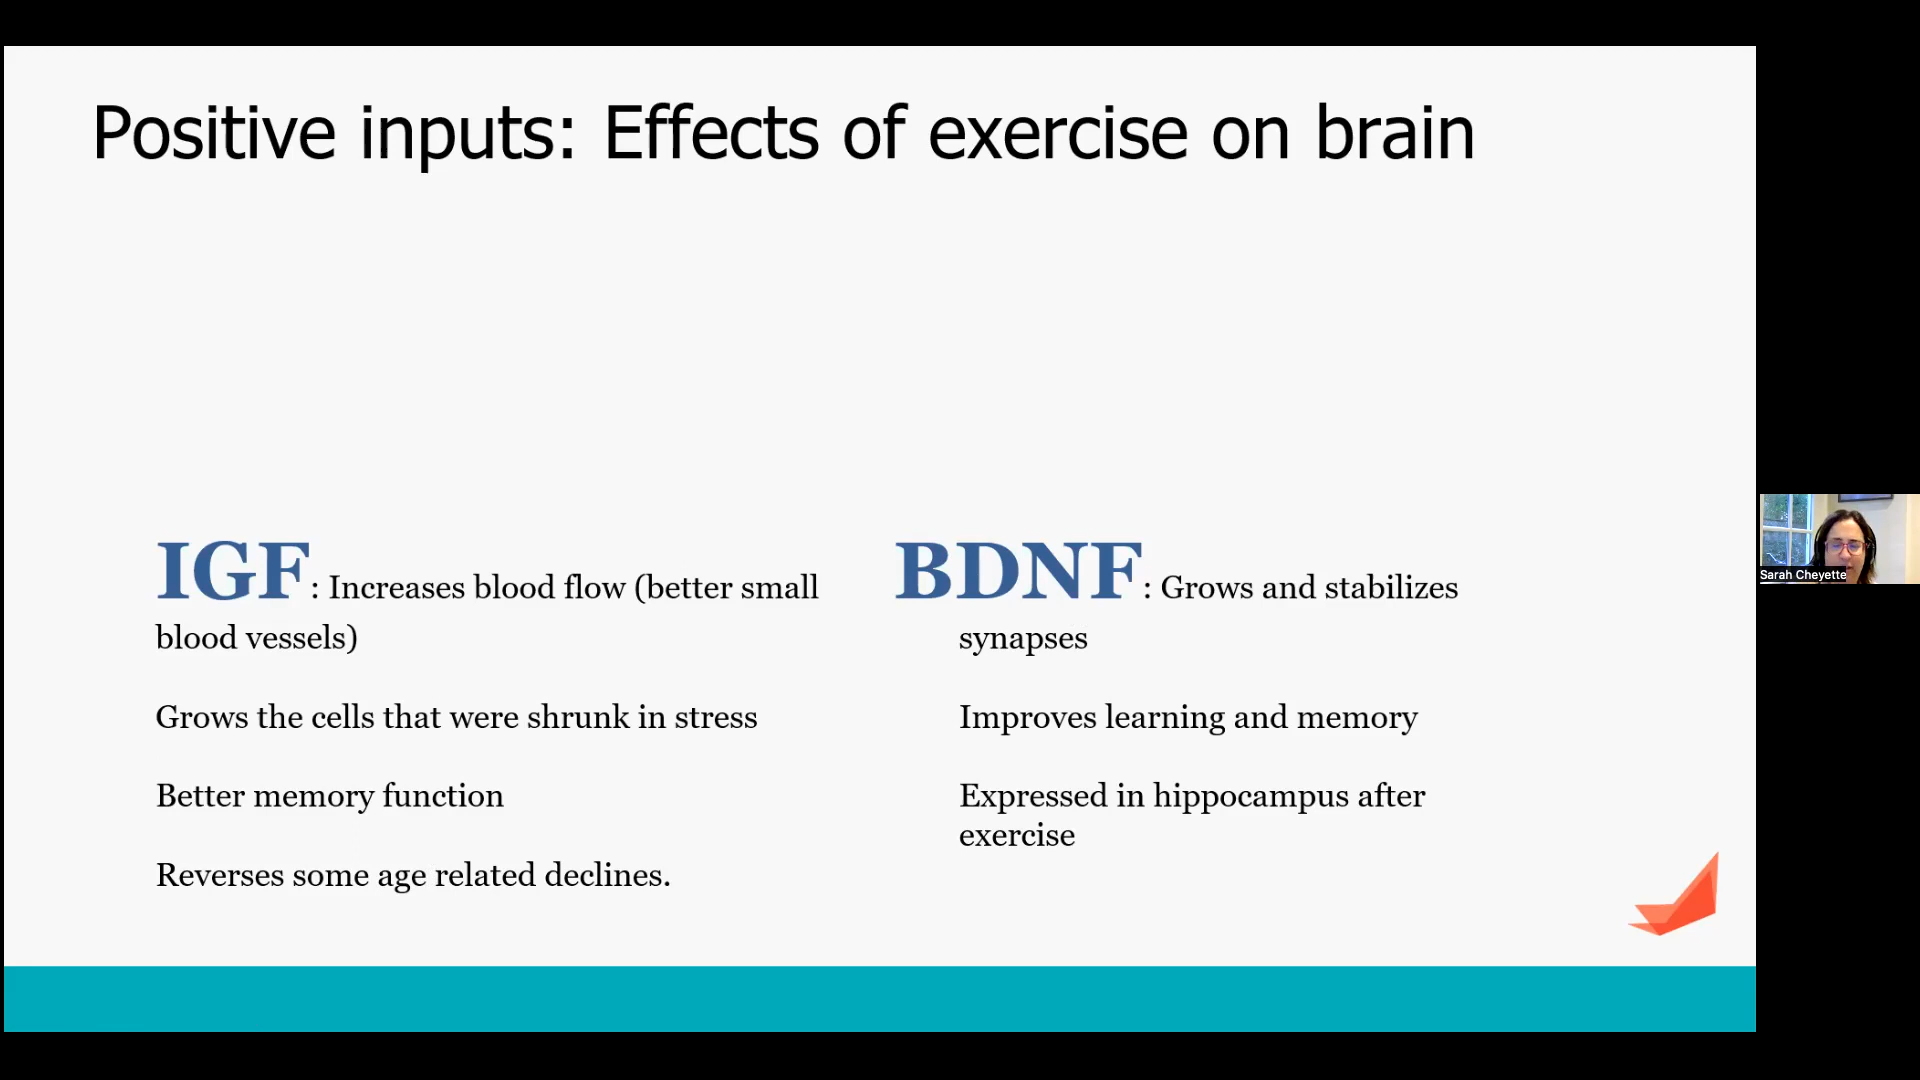 Positive inputs: Effects of exercise on brain
IGF: Increases blood flow (better small
blood vessels)
Grows the cells that were shrunk in stress
Better memory function
Reverses some age related declines.
BDNF: Grows and stabilizes
synapses
Improves learning and memory
Expressed in hippocampus after
exercise
Sarah Cheyette